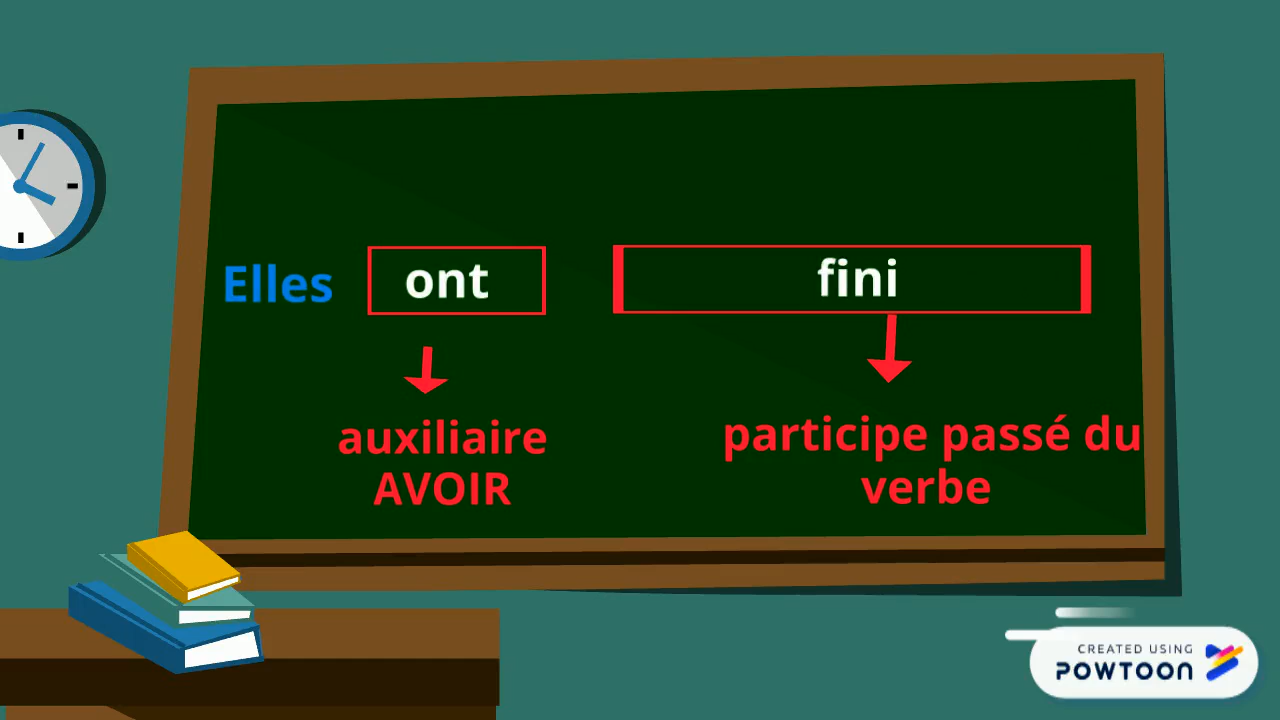 Elles ont fini
auxiliaire
AVOIR
participe passé du
verbe
CREATED USING
POWTOON